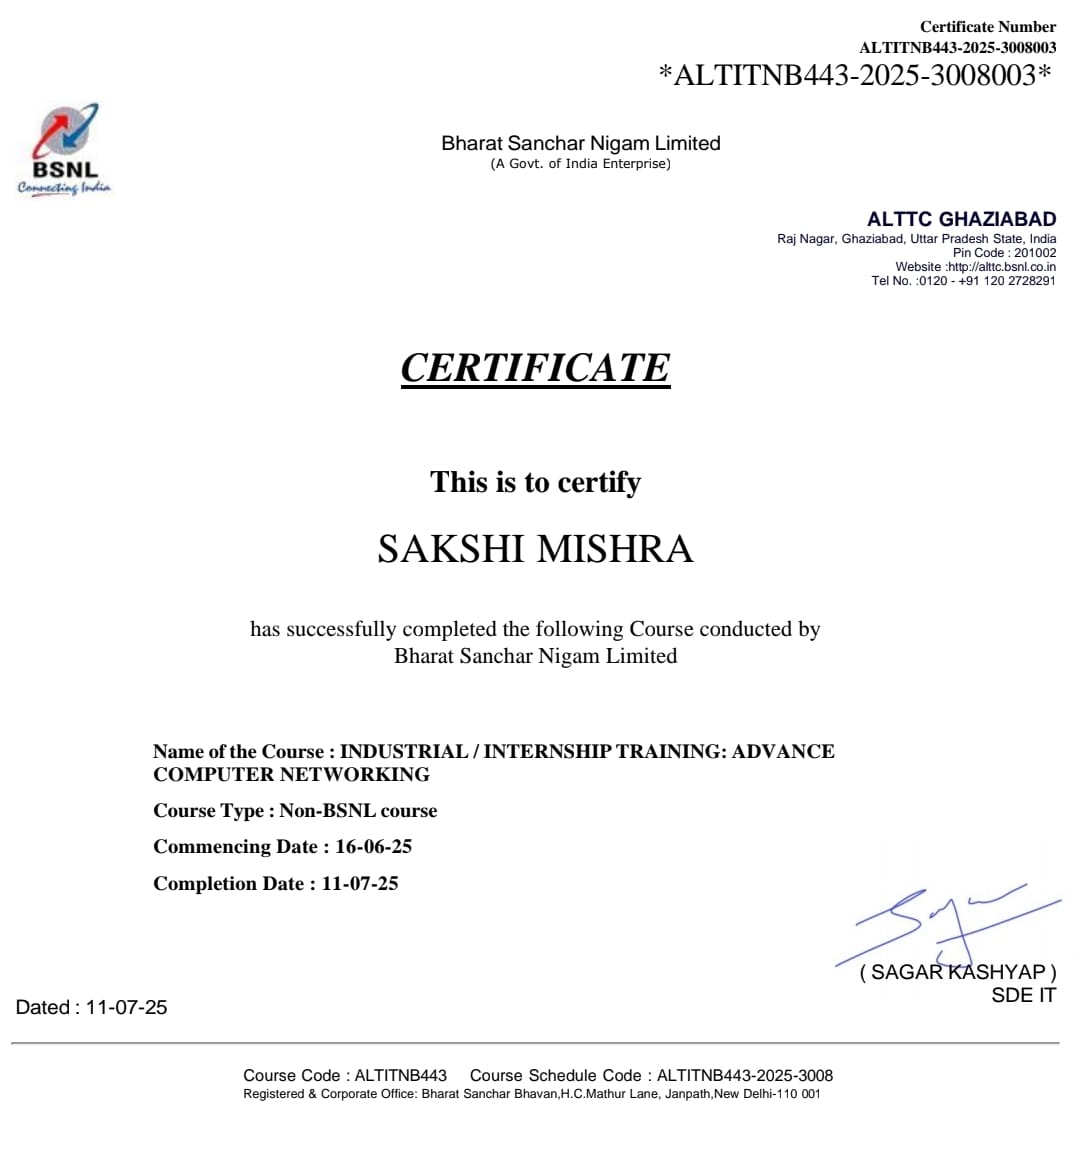 Certificate Number
ALTITNB443-2025-3008003
*ALTITNB443-2025-3008003*
BSNL
Connecting India
Bharat Sanchar Nigam Limited
(A Govt. of India Enterprise)
ALTTC GHAZIABAD
Raj Nagar, Ghaziabad, Uttar Pradesh State, India
Pin Code : 201002
Website :http://alttc.bsnl.co.in
Tel No. :0120 - +91 120 2728291
CERTIFICATE
This is to certify
SAKSHI MISHRA
has successfully completed the following Course conducted by
Bharat Sanchar Nigam Limited
Name of the Course : INDUSTRIAL / INTERNSHIP TRAINING: ADVANCE
COMPUTER NETWORKING
Course Type : Non-BSNL course
Commencing Date : 16-06-25
Completion Date : 11-07-25
Sagar
( SAGAR KASHYAP )
SDE IT
Dated : 11-07-25
Course Code : ALTITNB443 Course Schedule Code : ALTITNB443-2025-3008
Registered & Corporate Office: Bharat Sanchar Bhavan,H.C.Mathur Lane, Janpath,New Delhi-110 001